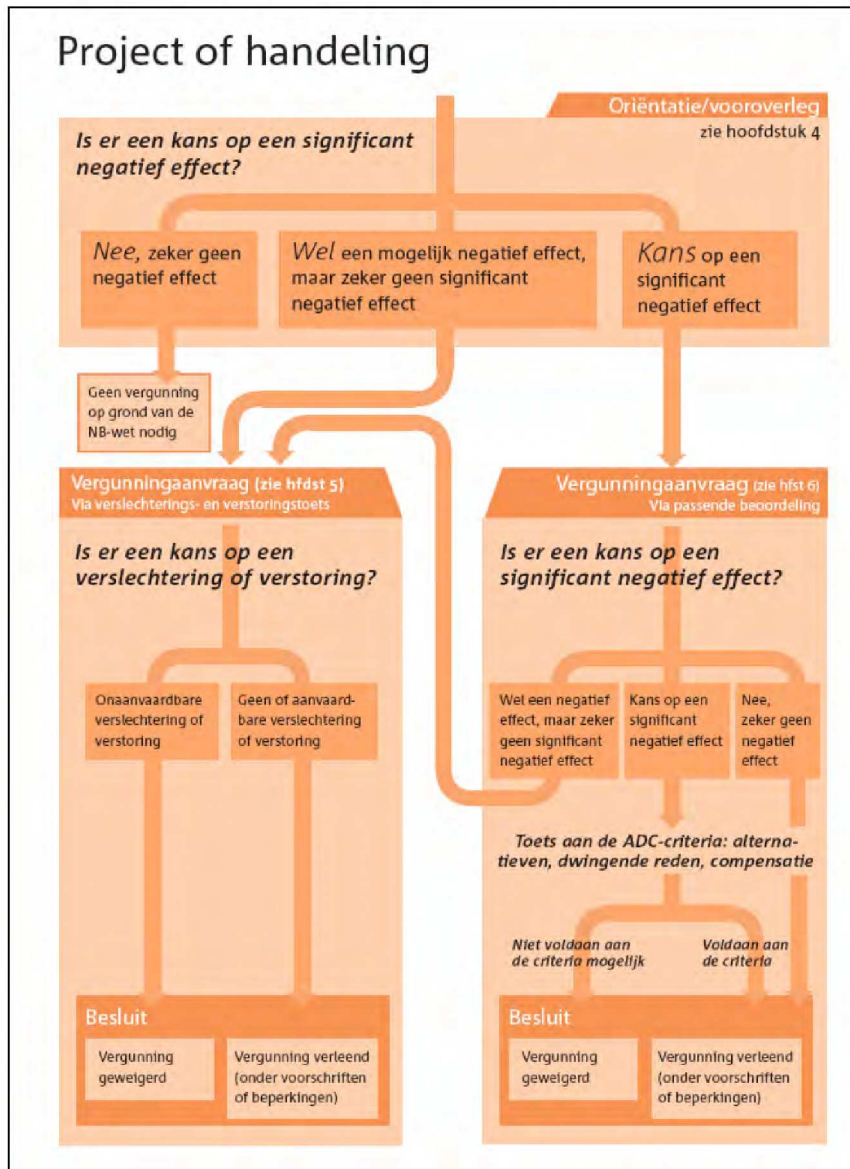 Project of handeling
Oriëntatie/vooroverleg
zie hoofdstuk 4
Is er een kans op een significant
negatief effect?
Nee, zeker geen
negatief effect
Wel een mogelijk negatief effect,
maar zeker geen significant
negatief effect
Kans op een
significant
negatief effect
Geen vergunning
op grond van de
NB-wet nodig
Vergunningaanvraag (zie hfdst 5)
Via verslechterings- en verstoringstoets
Is er een kans op een
verslechtering of verstoring?
Onaanvaardbare
verslechtering of
verstoring
Geen of aanvaard-
bare verslechtering
of verstoring
Besluit
Vergunning
geweigerd
Vergunning verleend
(onder voorschriften
of beperkingen)
Vergunningaanvraag (zie hfst 6)
Via passende beoordeling
Is er een kans op een
significant negatief effect?
Wel een negatief
effect, maar zeker
geen significant
negatief effect
Kans op een
significant
negatief effect
Nee,
zeker geen
negatief
effect
Toets aan de ADC-criteria: alterna-
tieven, dwingende reden, compensatie
Niet voldaan aan
de criteria mogelijk
Voldaan aan
de criteria
Besluit
Vergunning
geweigerd
Vergunning verleend
(onder voorschriften
of beperkingen)